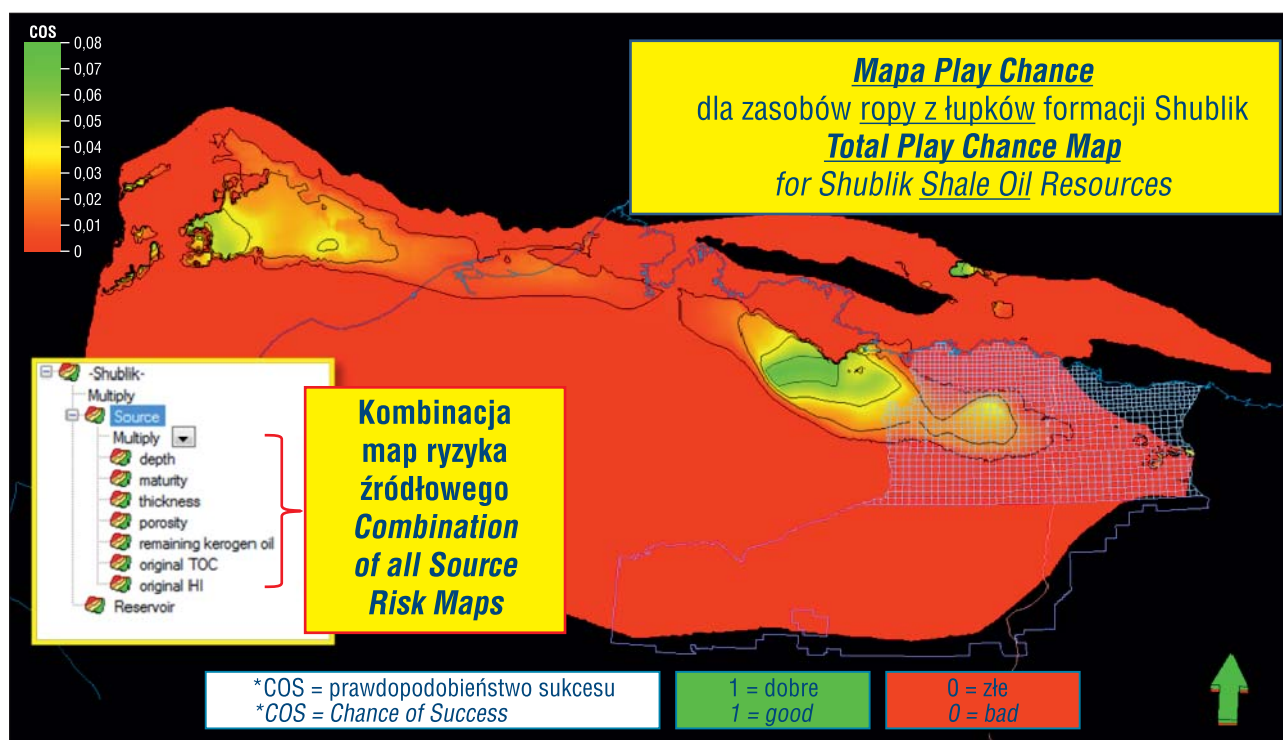 COS
0,08
0,07
0,06
0,05
0,04
0,03
0,02
0,01
0
Mapa Play Chance
dla zasobów ropy z łupków formacji Shublik
Total Play Chance Map
for Shublik Shale Oil Resources
-Shublik-
Multiply
Source
Multiply
depth
maturity
thickness
porosity
remaining kerogen oil
original TOC
original HI
Reservoir
Kombinacja
map ryzyka
źródłowego
Combination
of all Source
Risk Maps
*COS = prawdopodobieństwo sukcesu
*COS = Chance of Success
1 = dobre
1 = good
0 = złe
0 = bad